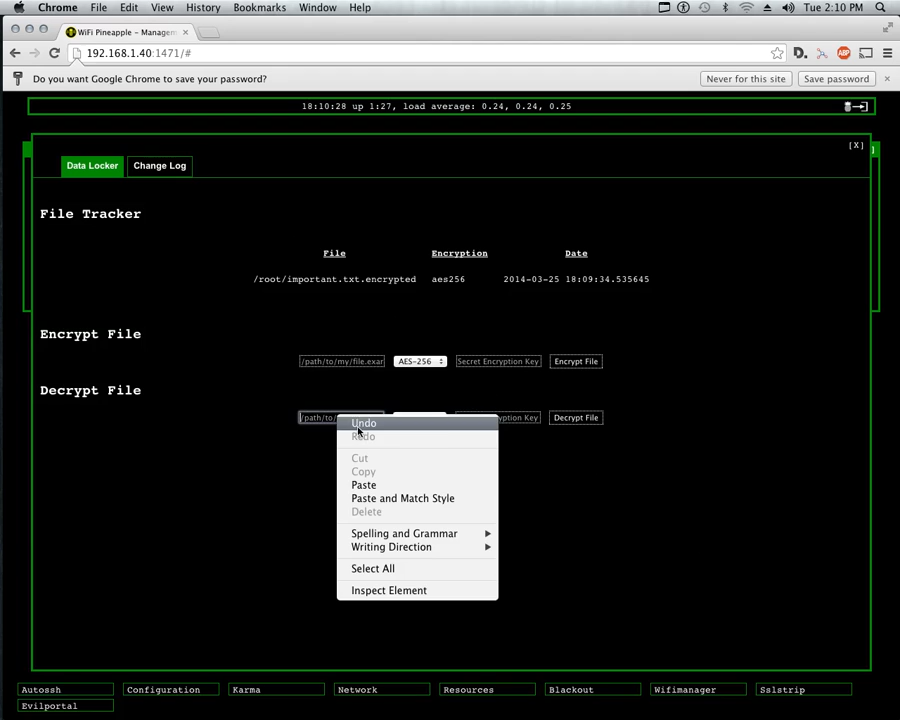 Chrome File Edit View History Bookmarks Window Help Tue 2:10 PM
WiFi Pineapple - Managem
192.168.1.40:1471/#
Do you want Google Chrome to save your password? Never for this site Save password ×
18:10:28 up 1:27, load average: 0.24, 0.24, 0.25
[X]
Data Locker Change Log
File Tracker
File Encryption Date
/root/important.txt.encrypted aes256 2014-03-25 18:09:34.535645
Encrypt File
/path/to/my/file.exam AES-256 Secret Encryption Key Encrypt File
Decrypt File
/path/to/ yption Key Decrypt File
Undo
Redo
Cut
Copy
Paste
Paste and Match Style
Delete
Spelling and Grammar
Writing Direction
Select All
Inspect Element
Autossh Configuration Karma Network Resources Blackout Wifimanager Sslstrip
Evilportal